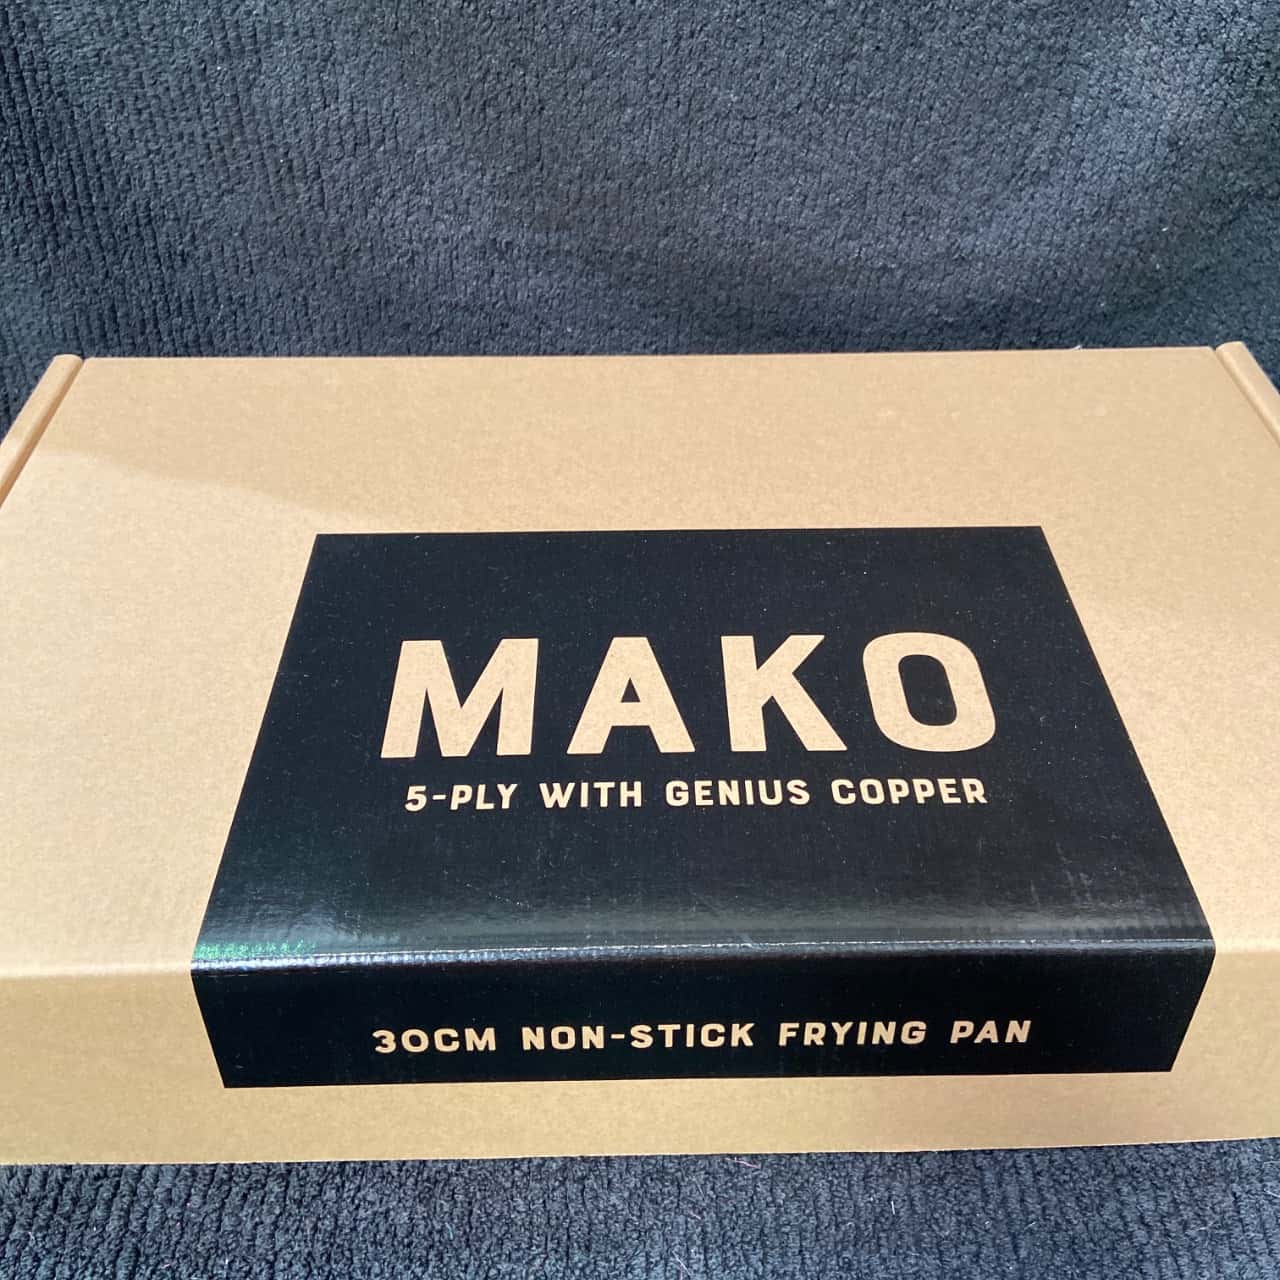 MAKO
5-PLY WITH GENIUS COPPER
30CM NON-STICK FRYING PAN